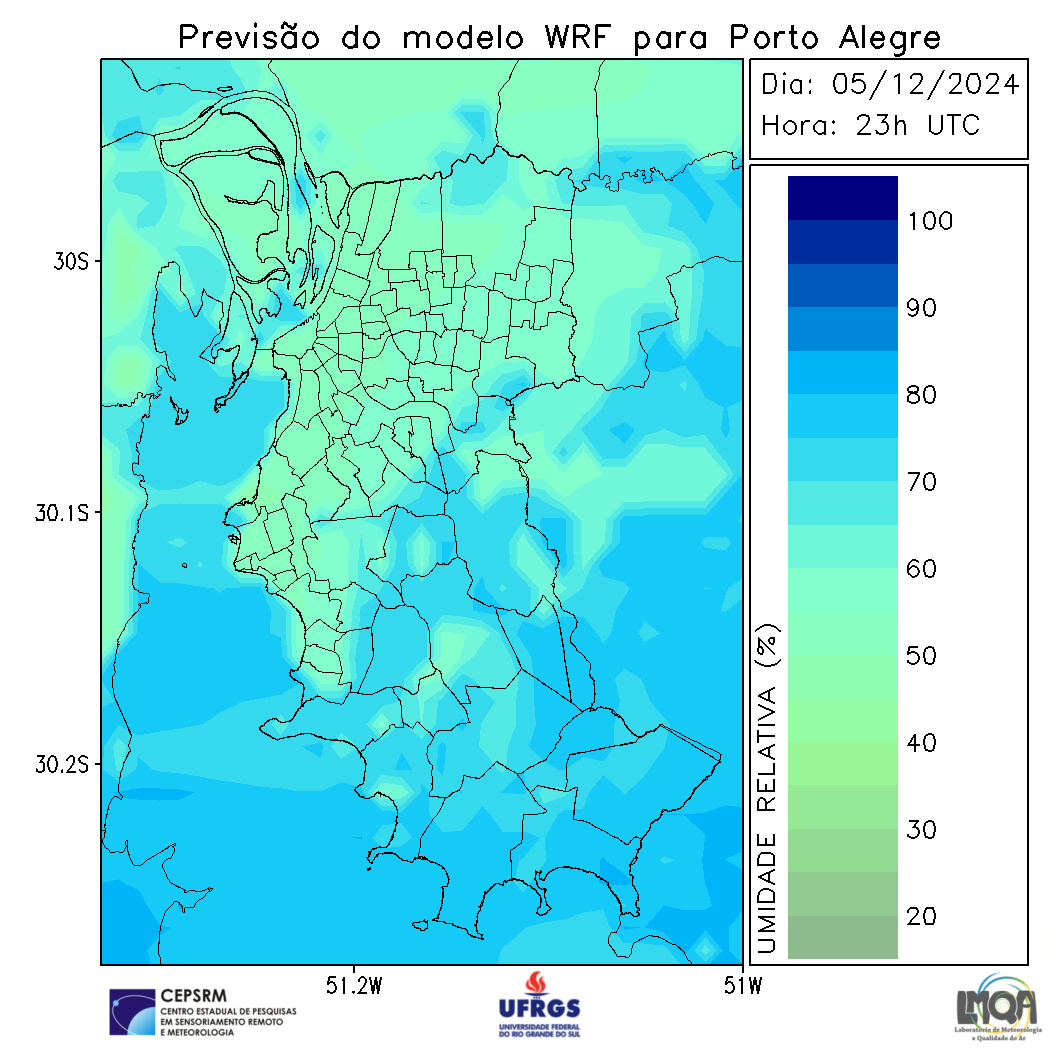 Previsão do modelo WRF para Porto Alegre
Dia: 05/12/2024
Hora: 23h UTC
100
90
80
70
60
50
40
30
20
UMIDADE RELATIVA (%)
30S
30.1S
30.2S
51.2W
51W
CEPSRM
CENTRO ESTADUAL DE PESQUISAS
EM SENSORIAMENTO REMOTO
E METEOROLOGIA
UFRGS
UNIVERSIDADE FEDERAL
DO RIO GRANDE DO SUL
LMQA
Laboratório de Meteorologia
e Qualidade do Ar